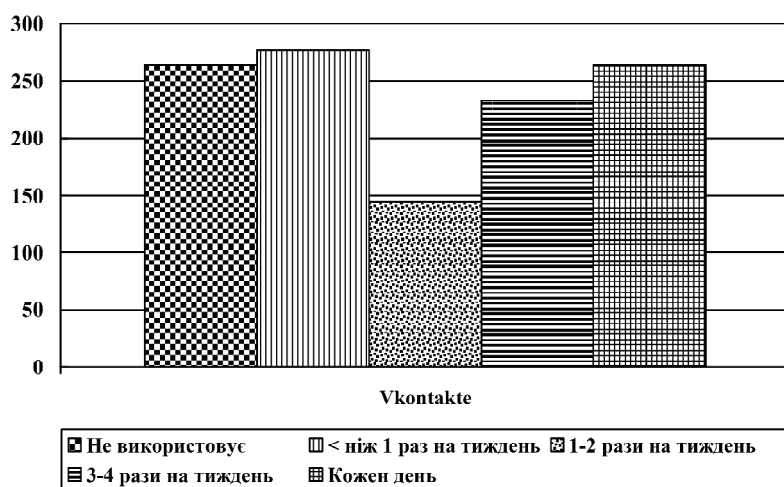 300
250
200
150
100
50
0
Vkontakte
Не використовує < ніж 1 раз на тиждень 1-2 рази на тиждень
3-4 рази на тиждень Кожен день